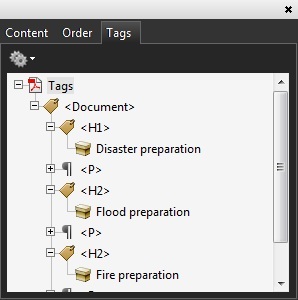 Content Order Tags
Tags
<Document>
<H1>
Disaster preparation
<P>
<H2>
Flood preparation
<P>
<H2>
Fire preparation